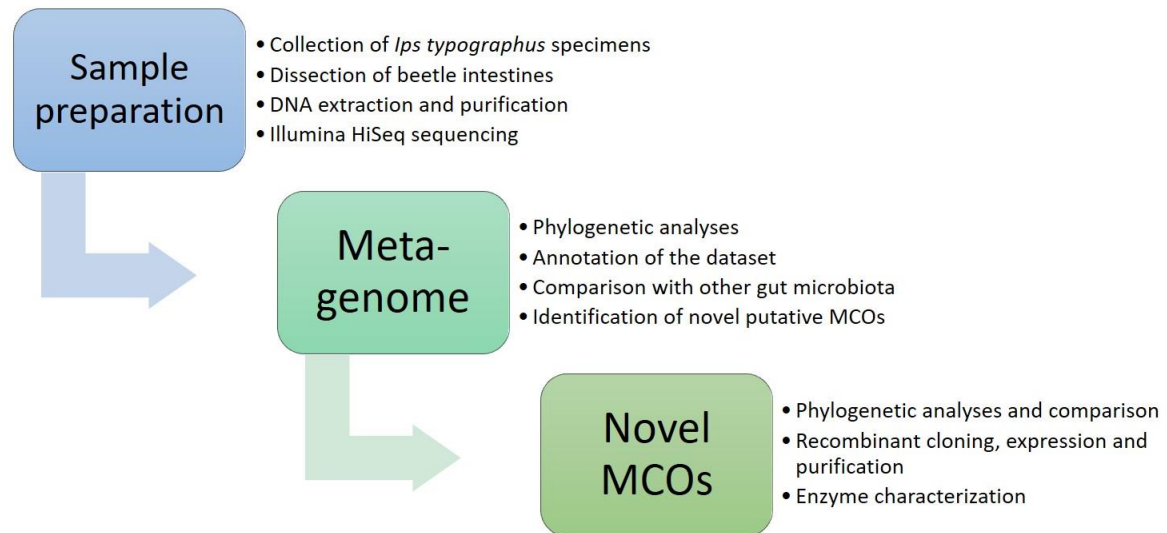 Sample
preparation
• Collection of Ips typographus specimens
• Dissection of beetle intestines
• DNA extraction and purification
• Illumina HiSeq sequencing
Meta-
genome
• Phylogenetic analyses
• Annotation of the dataset
• Comparison with other gut microbiota
• Identification of novel putative MCOs
Novel
MCOs
• Phylogenetic analyses and comparison
• Recombinant cloning, expression and
purification
• Enzyme characterization